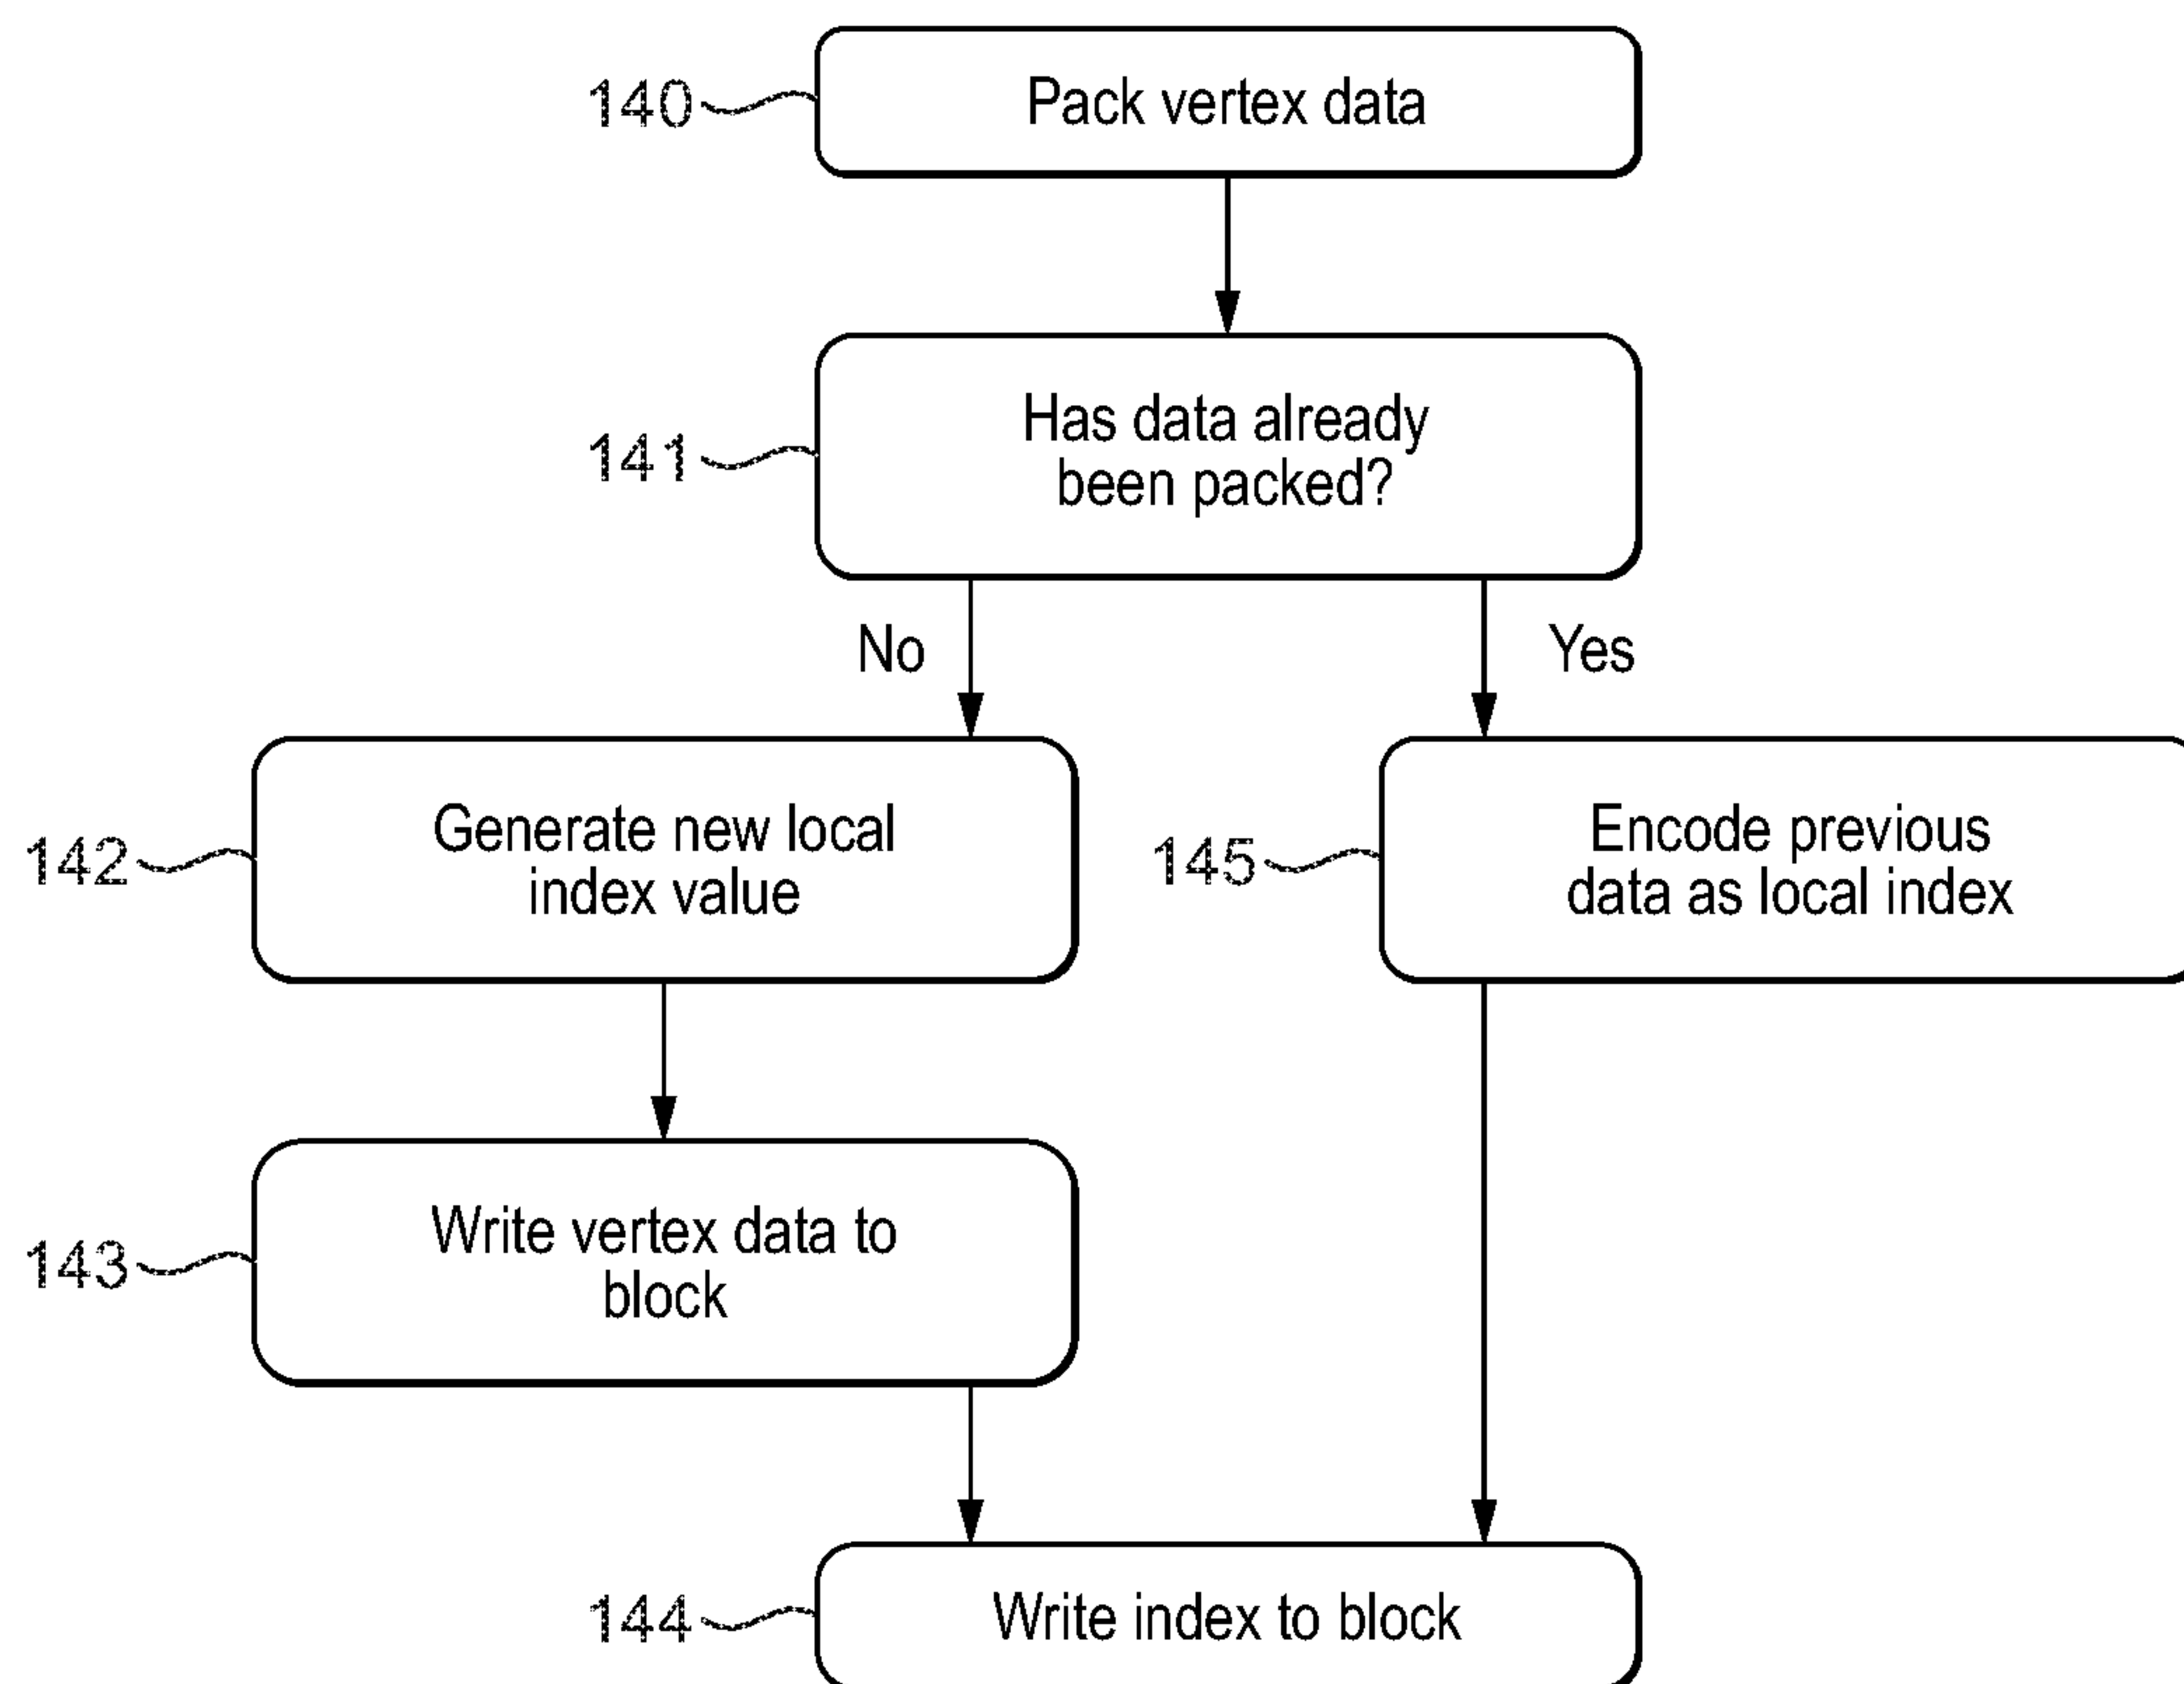 140
Pack vertex data
141
Has data already
been packed?
No
Yes
142
Generate new local
index value
145
Encode previous
data as local index
143
Write vertex data to
block
144
Write index to block